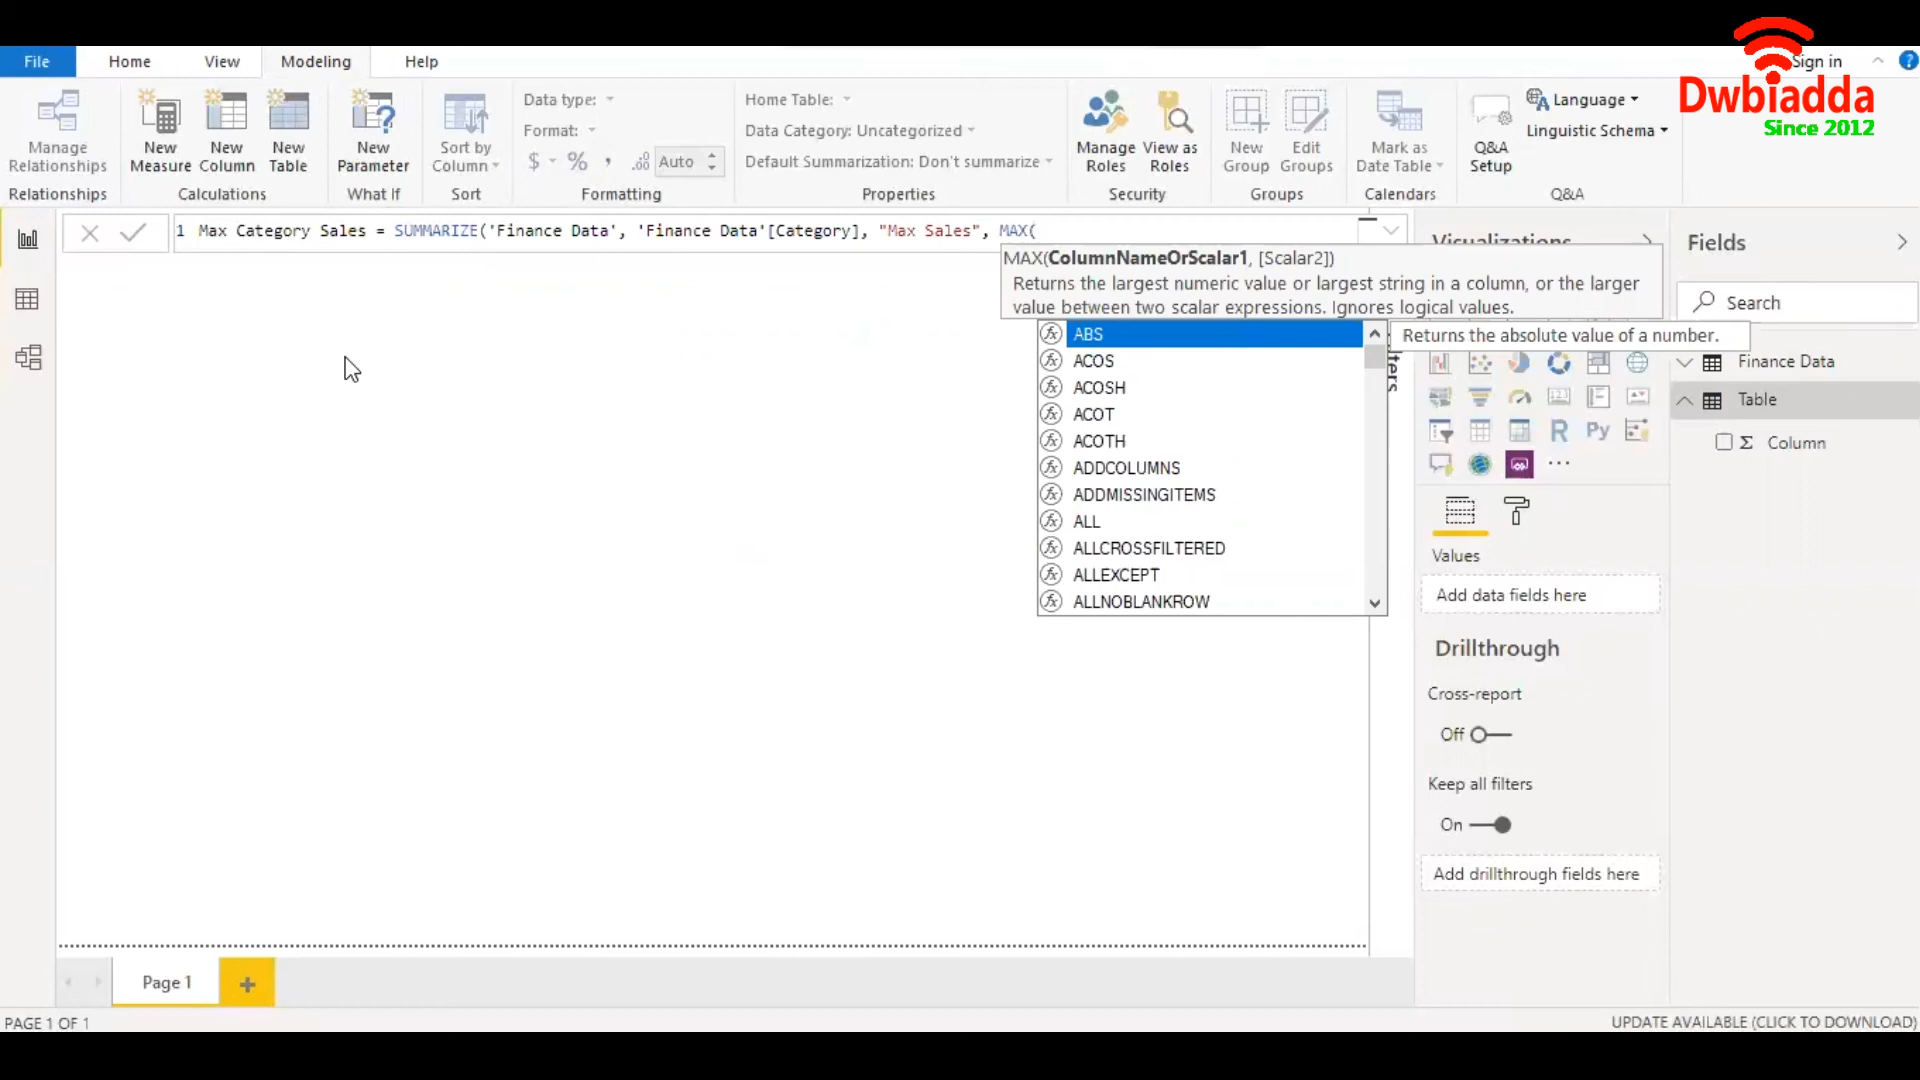 File
Home
View
Modeling
Help
Sign in
?
Dwbiadda
Since 2012
Manage
Relationships
Relationships
New
Measure
New
Column
New
Table
Calculations
New
Parameter
What If
Sort by
Column
Sort
Data type:
Format:
$ % , .00 Auto
Formatting
Home Table:
Data Category: Uncategorized
Default Summarization: Don't summarize
Properties
Manage
Roles
View as
Roles
Security
New
Group
Edit
Groups
Groups
Mark as
Date Table
Calendars
Q&A
Setup
Language
Linguistic Schema
Q&A
1 Max Category Sales = SUMMARIZE('Finance Data', 'Finance Data'[Category], "Max Sales", MAX(
MAX(ColumnNameOrScalar1, [Scalar2])
Returns the largest numeric value or largest string in a column, or the larger
value between two scalar expressions. Ignores logical values.
ABS
Returns the absolute value of a number.
ACOS
ACOSH
ACOT
ACOTH
ADDCOLUMNS
ADDMISSINGITEMS
ALL
ALLCROSSFILTERED
ALLEXCEPT
ALLNOBLANKROW
Visualizations
R
Py
Values
Add data fields here
Drillthrough
Cross-report
Off
Keep all filters
On
Add drillthrough fields here
Fields
Search
Finance Data
Table
Σ Column
Page 1
+
PAGE 1 OF 1
UPDATE AVAILABLE (CLICK TO DOWNLOAD)